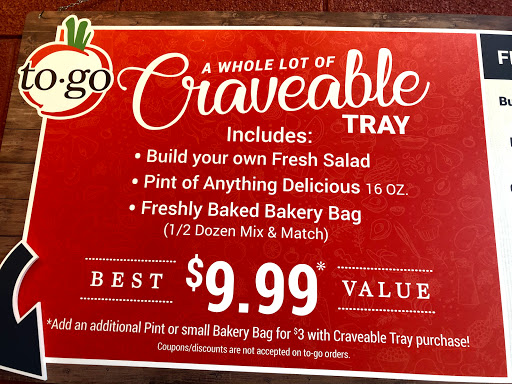 to·go
A WHOLE LOT OF
Craveable
TRAY
Includes:
• Build your own Fresh Salad
• Pint of Anything Delicious 16 OZ.
• Freshly Baked Bakery Bag
(1/2 Dozen Mix & Match)
BEST $9.99* VALUE
*Add an additional Pint or small Bakery Bag for $3 with Craveable Tray purchase!
Coupons/discounts are not accepted on to-go orders.